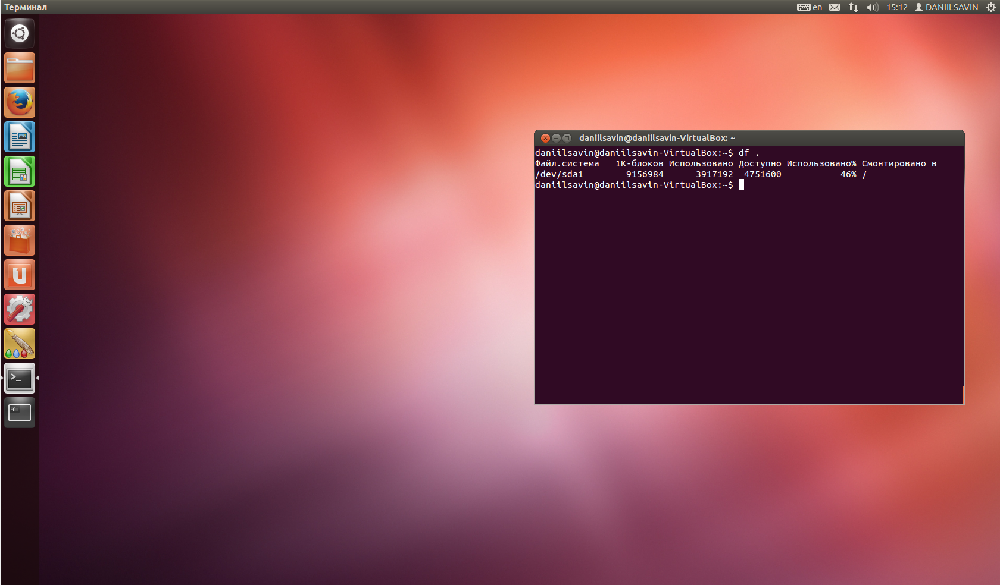 Терминал
en
15:12
DANIILSAVIN
daniilsavin@daniilsavin-VirtualBox: ~
daniilsavin@daniilsavin-VirtualBox:~$ df .
Файл.система   1K-блоков Использовано Доступно Использовано% Смонтировано в
/dev/sda1        9156984      3917192  4751600           46% /
daniilsavin@daniilsavin-VirtualBox:~$